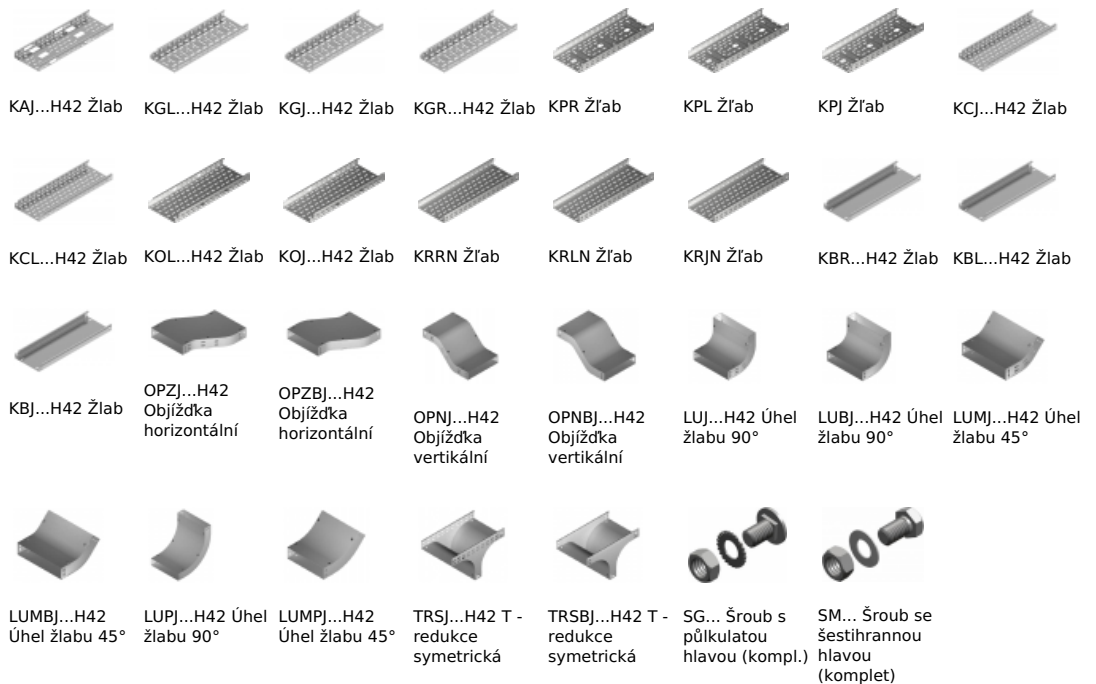 KAJ...H42 Žlab
KGL...H42 Žlab
KGJ...H42 Žlab
KGR...H42 Žlab
KPR Žľab
KPL Žľab
KPJ Žľab
KCJ...H42 Žlab
KCL...H42 Žlab
KOL...H42 Žlab
KOJ...H42 Žlab
KRRN Žľab
KRLN Žľab
KRJN Žľab
KBR...H42 Žlab
KBL...H42 Žlab
KBJ...H42 Žlab
OPZJ...H42
Objížďka
horizontální
OPZBJ...H42
Objížďka
horizontální
OPNJ...H42
Objížďka
vertikální
OPNBJ...H42
Objížďka
vertikální
LUJ...H42 Úhel
žlabu 90°
LUBJ...H42 Úhel
žlabu 90°
LUMJ...H42 Úhel
žlabu 45°
LUMBJ...H42
Úhel žlabu 45°
LUPJ...H42 Úhel
žlabu 90°
LUMPJ...H42
Úhel žlabu 45°
TRSJ...H42 T -
redukce
symetrická
TRSBJ...H42 T -
redukce
symetrická
SG... Šroub s
půlkulatou
hlavou (kompl.)
SM... Šroub se
šestihrannou
hlavou
(komplet)